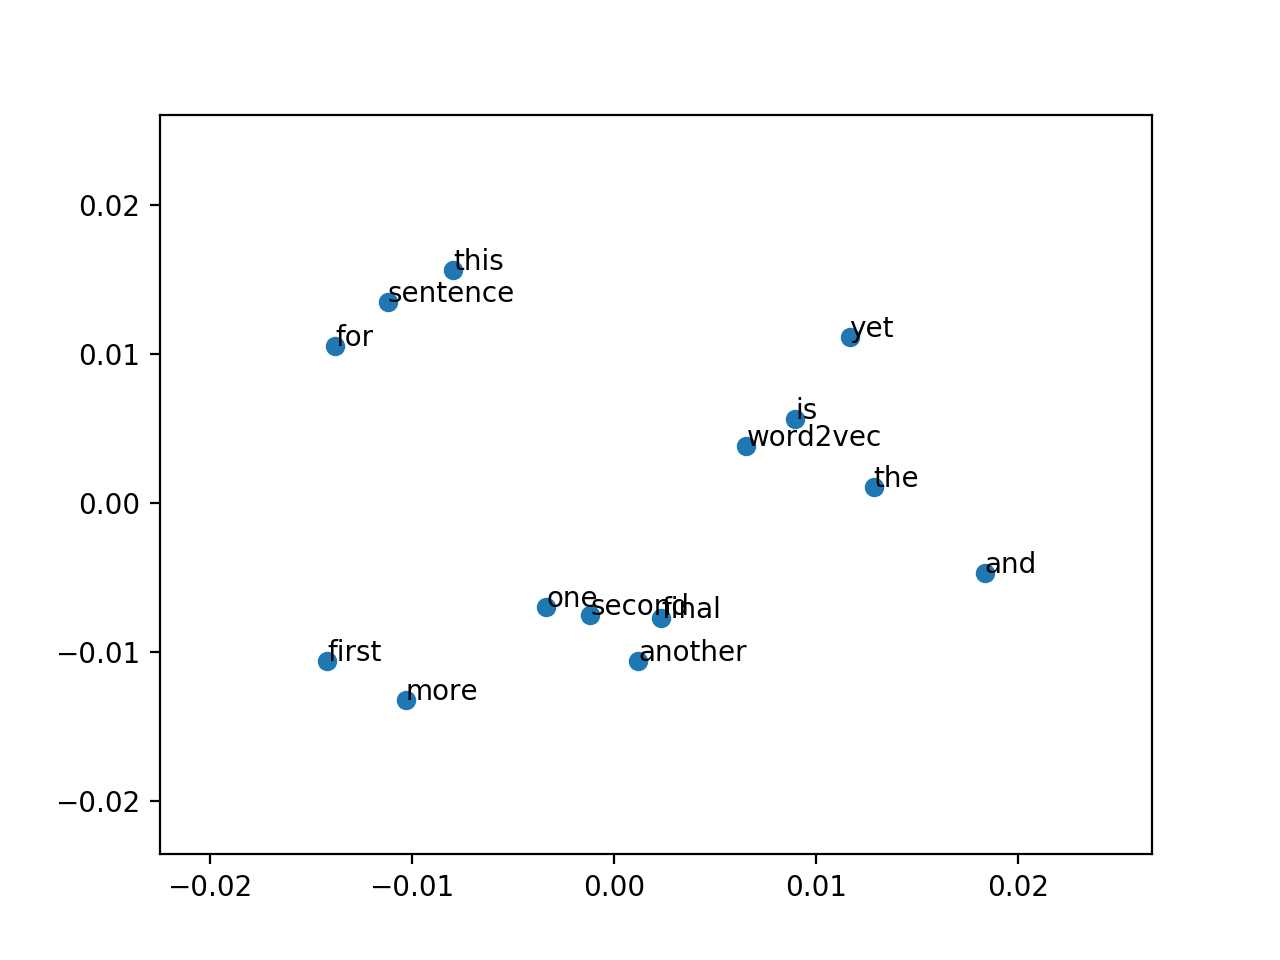 0.02
this
sentence
yet
for
0.01
is
word2vec
the
0.00
and
one
second
final
−0.01
first
another
more
−0.02
−0.02
−0.01
0.00
0.01
0.02